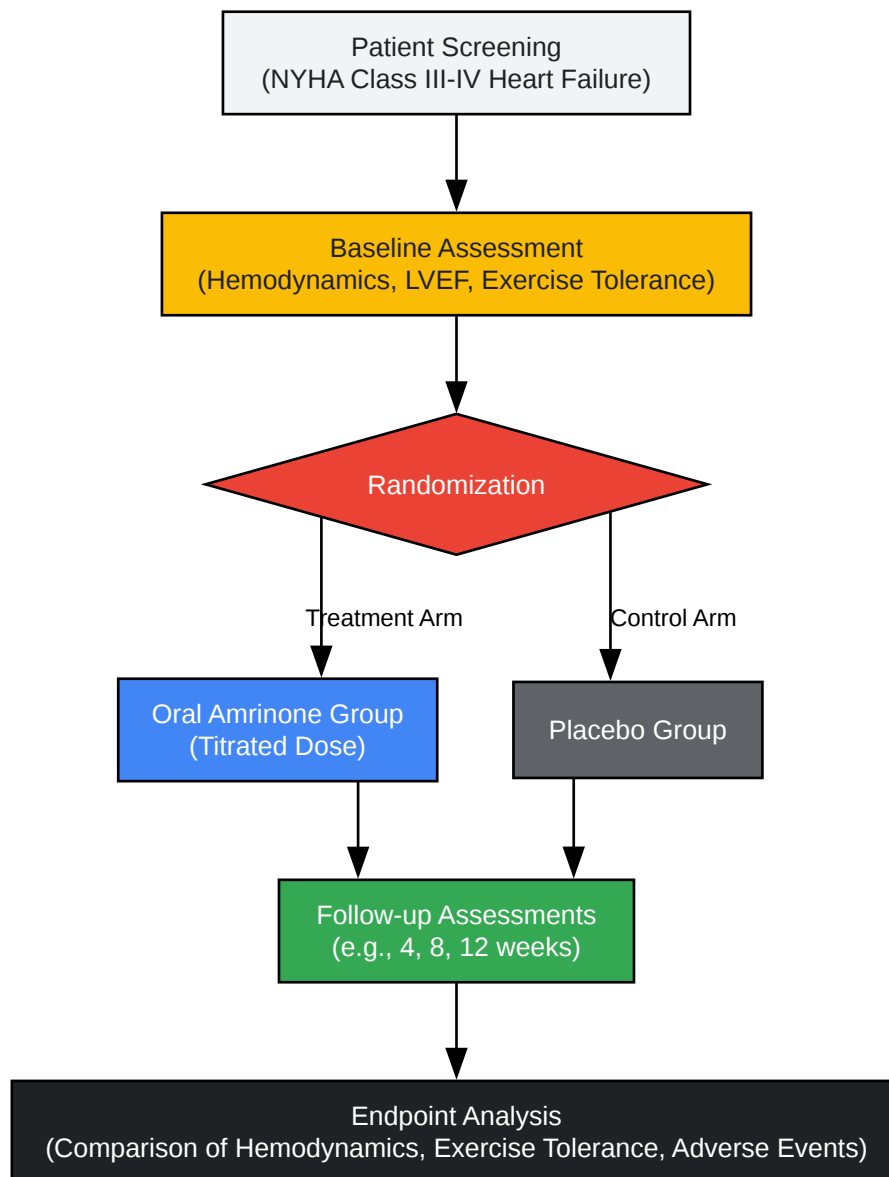 Patient Screening
(NYHA Class III-IV Heart Failure)
Baseline Assessment
(Hemodynamics, LVEF, Exercise Tolerance)
Randomization
Treatment Arm
Control Arm
Oral Amrinone Group
(Titrated Dose)
Placebo Group
Follow-up Assessments
(e.g., 4, 8, 12 weeks)
Endpoint Analysis
(Comparison of Hemodynamics, Exercise Tolerance, Adverse Events)